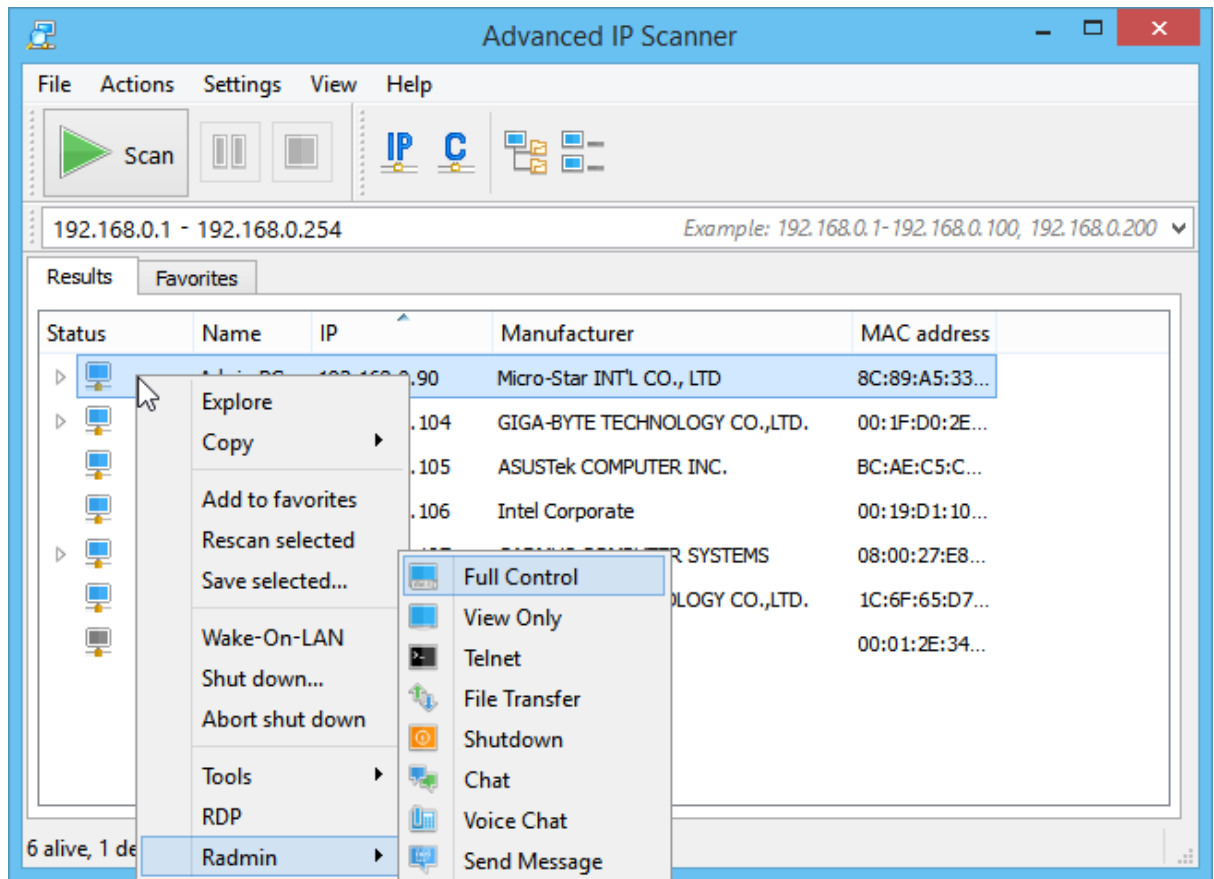 Advanced IP Scanner
File Actions Settings View Help
Scan IP C
192.168.0.1 - 192.168.0.254 Example: 192.168.0.1-192.168.0.100, 192.168.0.200
Results Favorites
Status Name IP Manufacturer MAC address
.90 Micro-Star INT'L CO., LTD 8C:89:A5:33...
Explore
.104 GIGA-BYTE TECHNOLOGY CO.,LTD. 00:1F:D0:2E...
Copy
.105 ASUSTek COMPUTER INC. BC:AE:C5:C...
Add to favorites
.106 Intel Corporate 00:19:D1:10...
Rescan selected
R SYSTEMS 08:00:27:E8...
Save selected...
Full Control
LOGY CO.,LTD. 1C:6F:65:D7...
View Only
Wake-On-LAN
00:01:2E:34...
Telnet
Shut down...
File Transfer
Abort shut down
Shutdown
Tools
Chat
RDP
Voice Chat
6 alive, 1 de
Radmin
Send Message